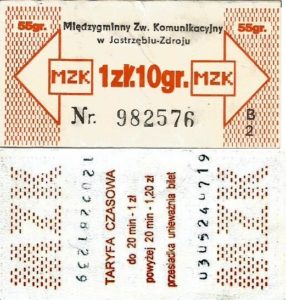 55gr.
55gr.
Międzygminny Zw. Komunikacyjny
w Jastrzębiu-Zdroju
MZK
1zł.10gr.
MZK
Nr. 982576
B
2
MZK
TARYFA CZASOWA
do 20 min - 1 zł
powyżej 20 min - 1,20 zł
przesiadka unieważnia bilet
MZK